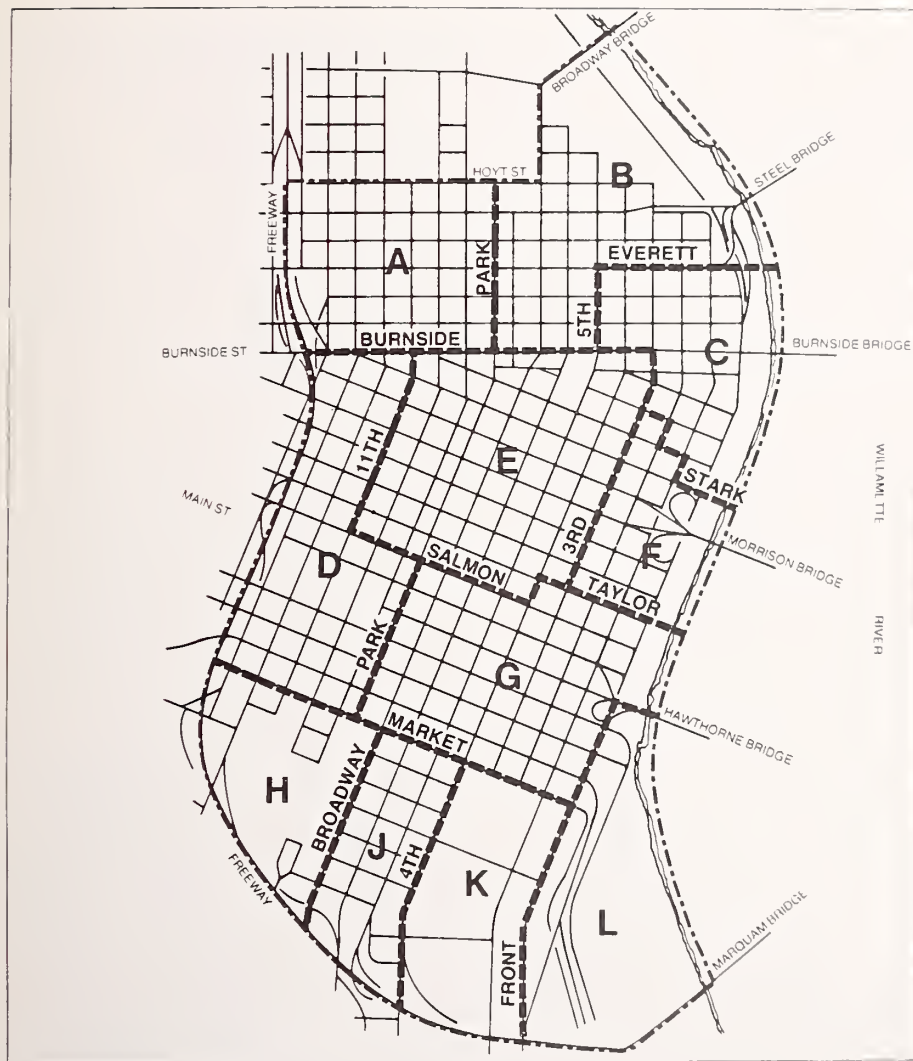 BROADWAY BRIDGE
HOYT ST
B
STEEL BRIDGE
FREEWAY
A
PARK
EVERETT
5TH
BURNSIDE
C
BURNSIDE ST
BURNSIDE BRIDGE
11TH
E
STARK
WILLAMETTE
MAIN ST
3RD
MORRISON BRIDGE
D
F
SALMON
TAYLOR
RIVER
PARK
G
MARKET
HAWTHORNE BRIDGE
H
BROADWAY
J
4TH
K
FREEWAY
L
FRONT
MARQUAM BRIDGE